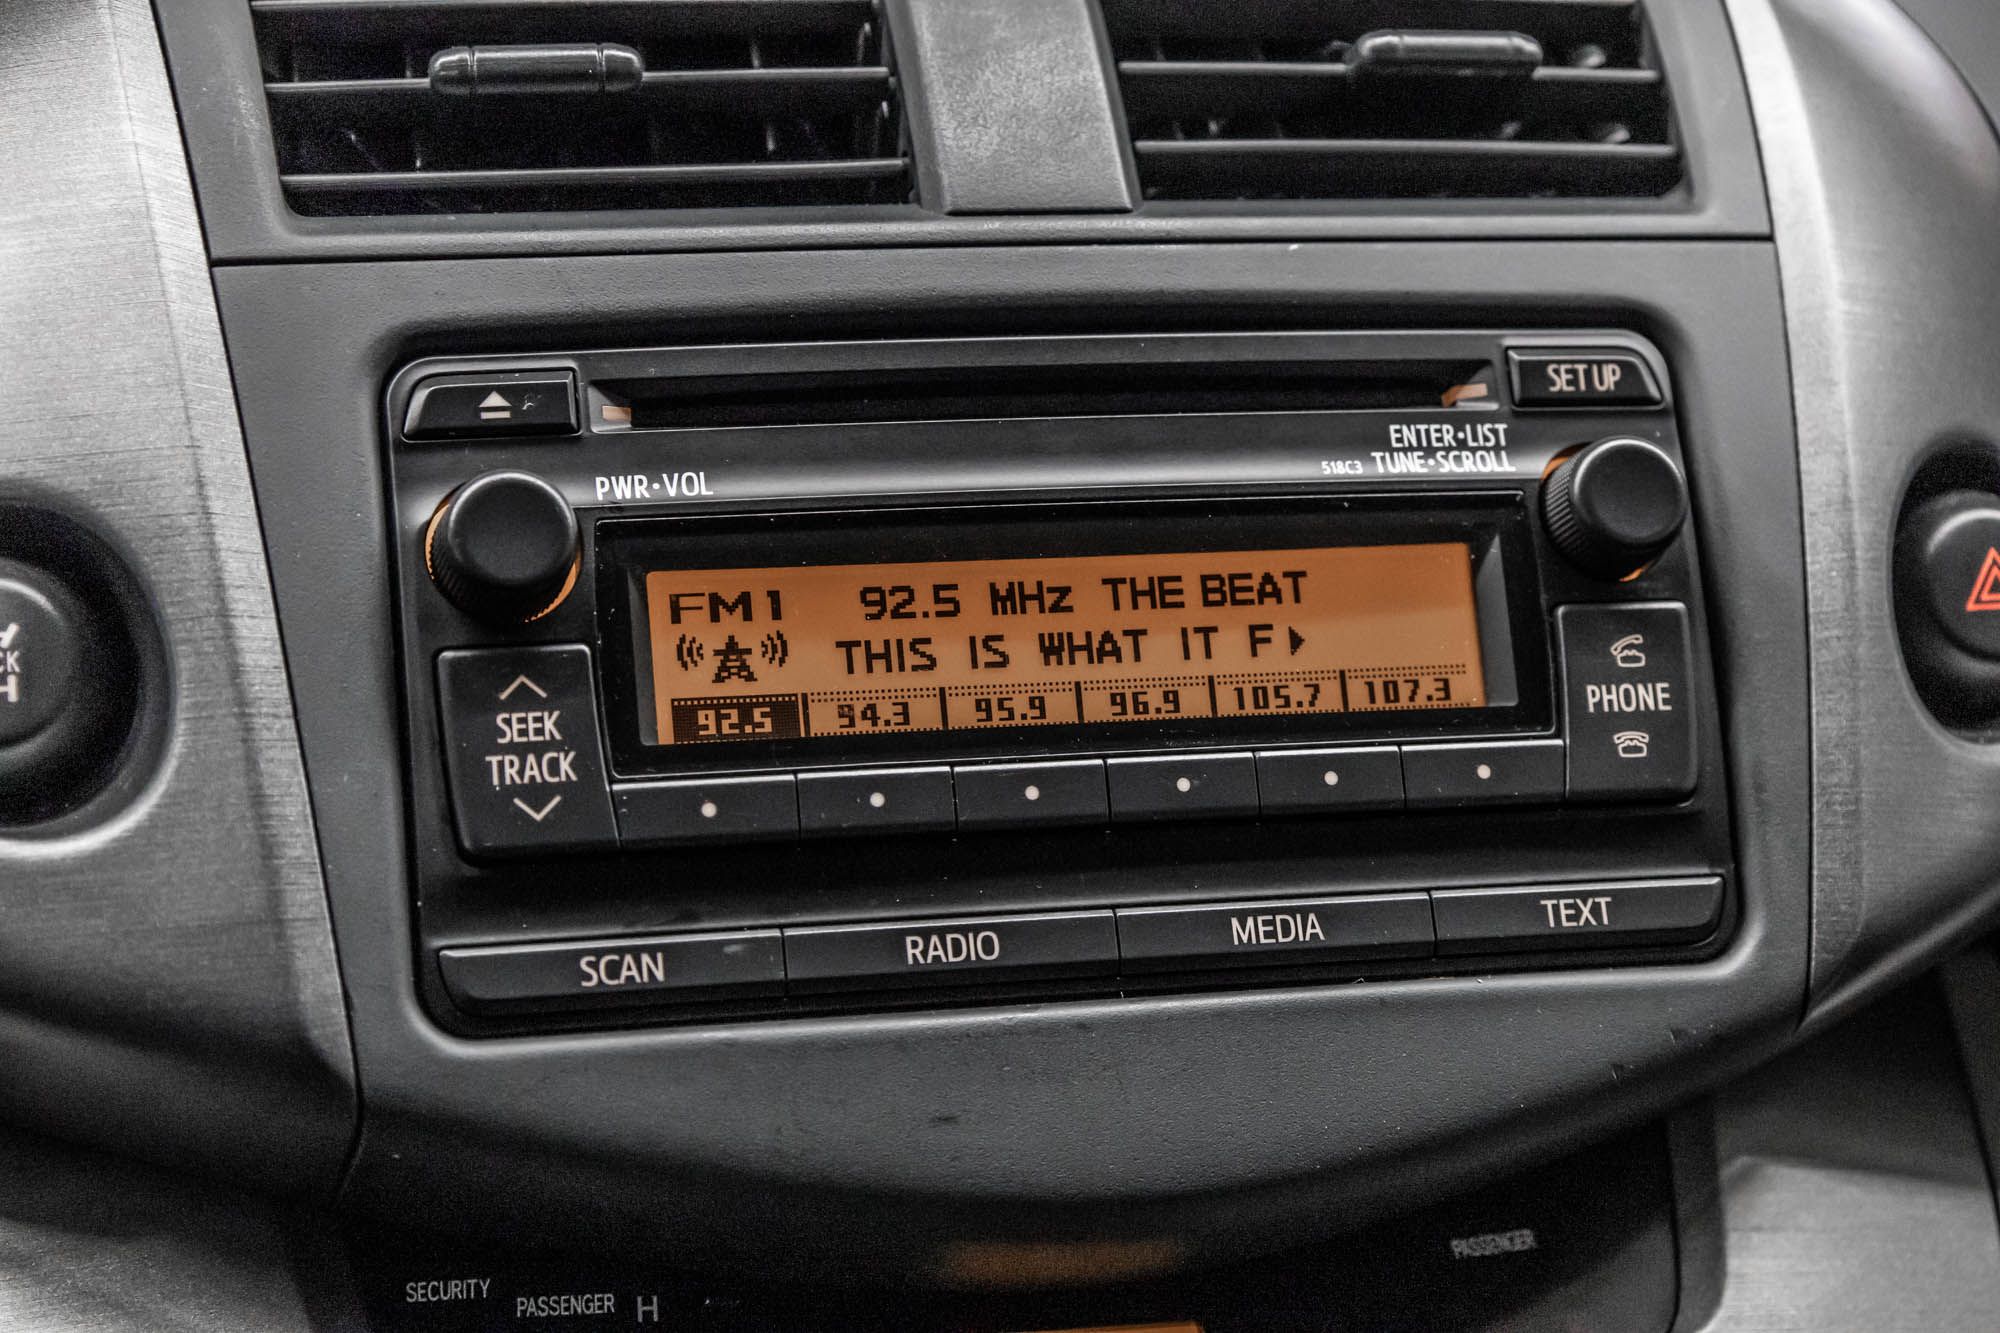 SET UP
ENTER•LIST
518C3 TUNE•SCROLL
PWR•VOL
FM1 92.5 MHz THE BEAT
THIS IS WHAT IT F
92.5 94.3 95.9 96.9 105.7 107.3
SEEK
TRACK
PHONE
SCAN RADIO MEDIA TEXT
PASSENGER
SECURITY
PASSENGER
H